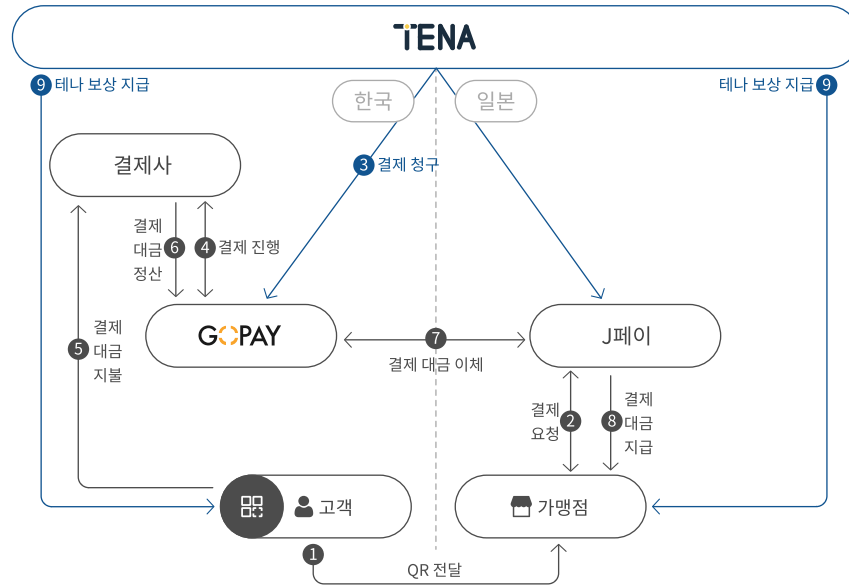 TENA
9 테나 보상 지급
테나 보상 지급 9
한국
일본
3 결제 청구
결제사
결제
대금
정산
6
4 결제 진행
5
결제
대금
지불
GOPAY
7
결제 대금 이체
J페이
결제
요청
2
8
결제
대금
지급
고객
가맹점
1
QR 전달